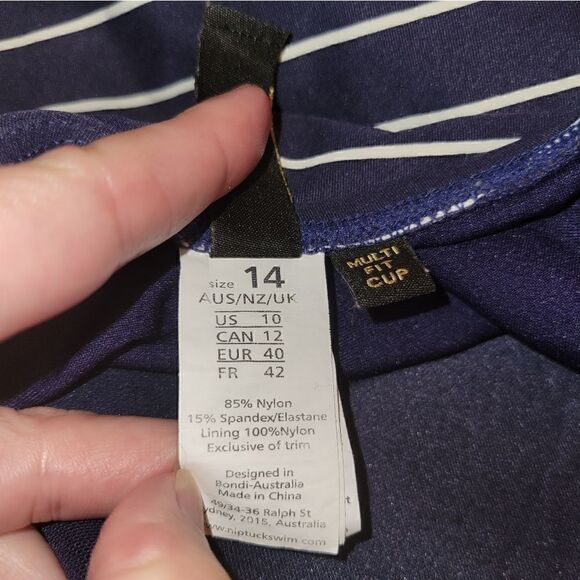 size 14
AUS/NZ/UK
US 10
CAN 12
EUR 40
FR 42
85% Nylon
15% Spandex/Elastane
Lining 100%Nylon
Exclusive of trim
Designed in
Bondi-Australia
Made in China
49/34-36 Ralph St
ydney, 2015, Australia
www.niptuckswim.com
MULTI
FIT
CUP